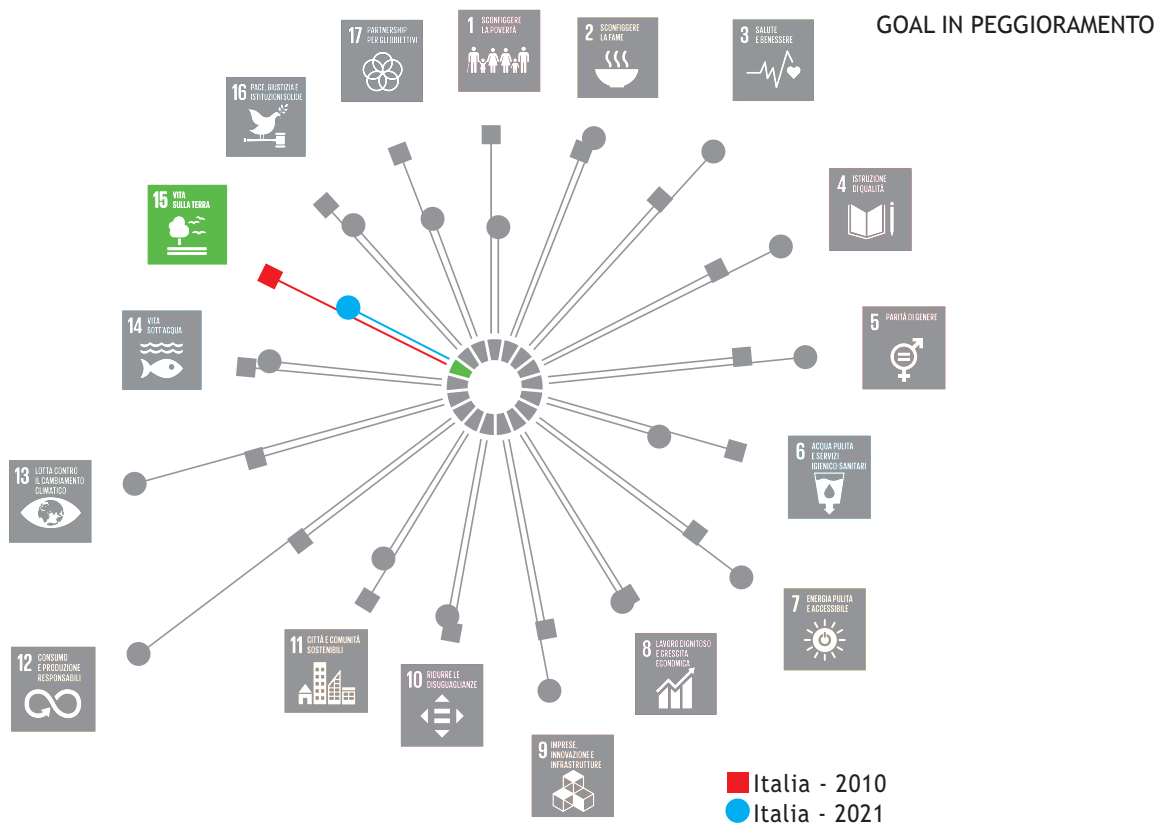 GOAL IN PEGGIORAMENTO
1 SCONFIGGERE
LA POVERTÀ
2 SCONFIGGERE
LA FAME
3 SALUTE
E BENESSERE
4 ISTRUZIONE
DI QUALITÀ
5 PARITÀ DI GENERE
6 ACQUA PULITA
E SERVIZI
IGIENICO-SANITARI
7 ENERGIA PULITA
E ACCESSIBILE
8 LAVORO DIGNITOSO
E CRESCITA
ECONOMICA
9 IMPRESE,
INNOVAZIONE E
INFRASTRUTTURE
10 RIDURRE LE
DISUGUAGLIANZE
11 CITTÀ E COMUNITÀ
SOSTENIBILI
12 CONSUMO
E PRODUZIONE
RESPONSABILI
13 LOTTA CONTRO
IL CAMBIAMENTO
CLIMATICO
14 VITA
SOTT'ACQUA
15 VITA
SULLA TERRA
16 PACE, GIUSTIZIA E
ISTITUZIONI SOLIDE
17 PARTNERSHIP
PER GLI OBIETTIVI
Italia - 2010
Italia - 2021